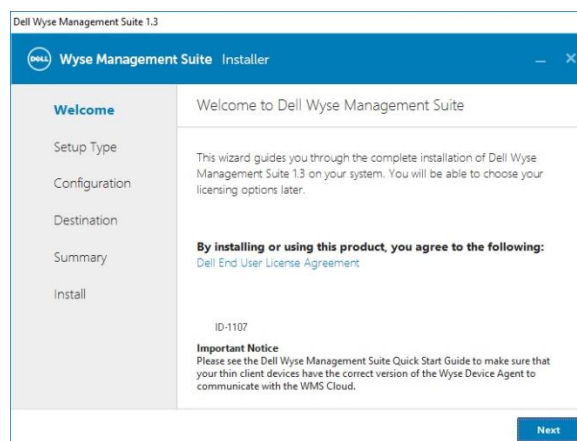 Dell Wyse Management Suite 1.3
DELL Wyse Management Suite Installer
Welcome
Setup Type
Configuration
Destination
Summary
Install
Welcome to Dell Wyse Management Suite
This wizard guides you through the complete installation of Dell Wyse
Management Suite 1.3 on your system. You will be able to choose your
licensing options later.
By installing or using this product, you agree to the following:
Dell End User License Agreement
ID-1107
Important Notice
Please see the Dell Wyse Management Suite Quick Start Guide to make sure that
your thin client devices have the correct version of the Wyse Device Agent to
communicate with the WMS Cloud.
Next